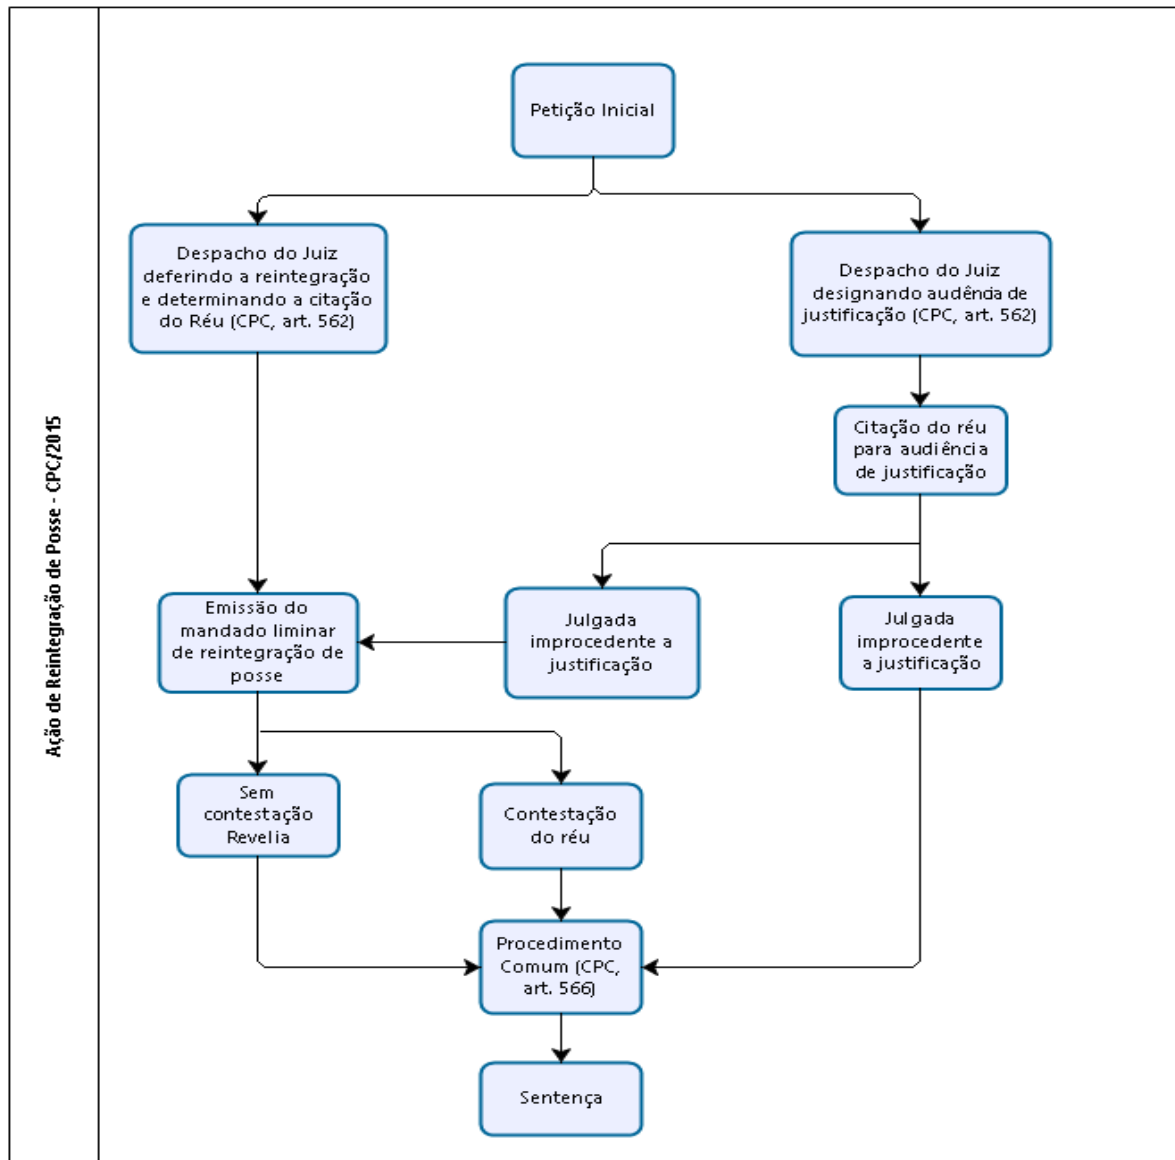 Ação de Reintegração de Posse - CPC/2015
Petição Inicial
Despacho do Juiz
deferindo a reintegração
e determinando a citação
do Réu (CPC, art. 562)
Despacho do Juiz
designando audência de
justificação (CPC, art. 562)
Citação do réu
para audiência
de justificação
Emissão do
mandado liminar
de reintegração de
posse
Julgada
improcedente a
justificação
Julgada
improcedente
a justificação
Sem
contestação
Revelia
Contestação
do réu
Procedimento
Comum (CPC,
art. 566)
Sentença